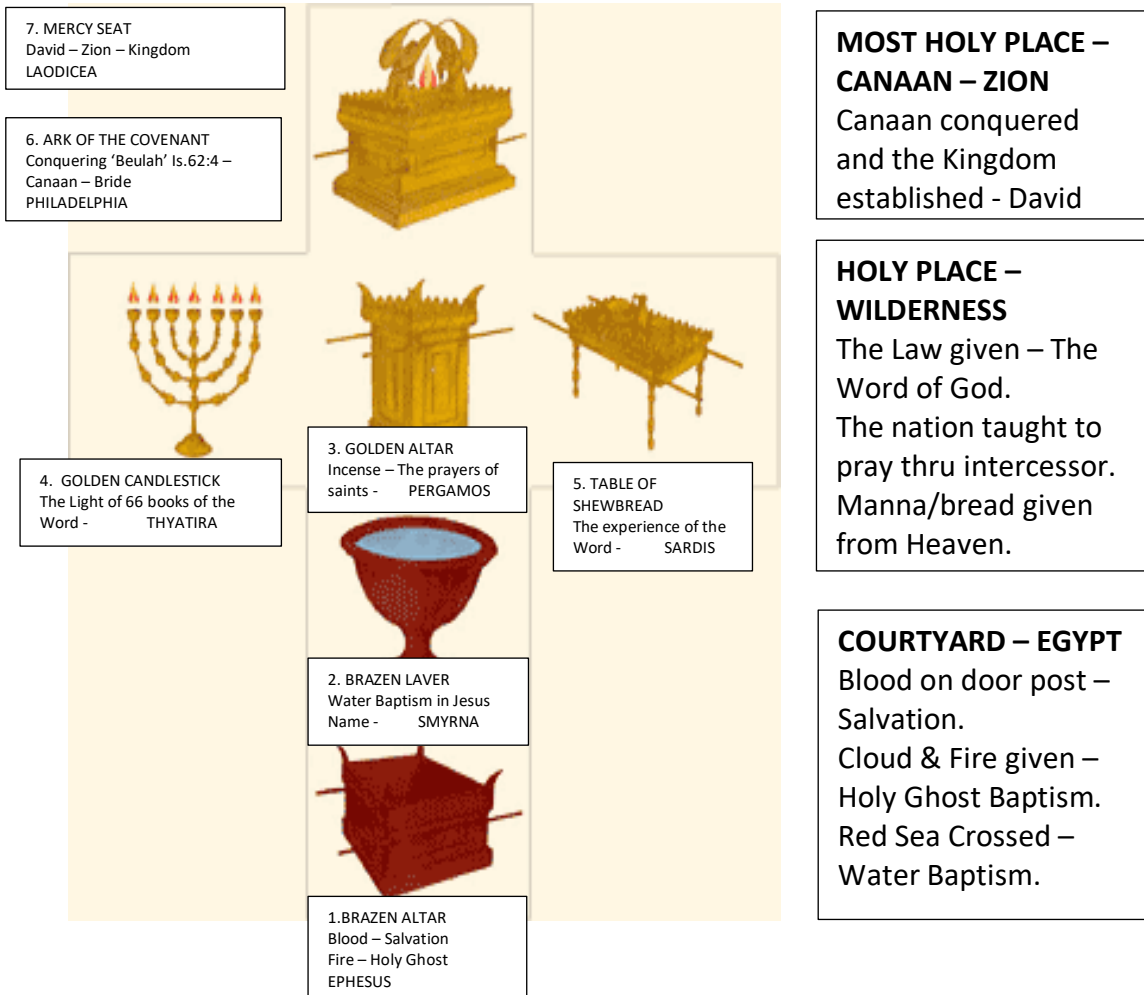 7. MERCY SEAT
David – Zion – Kingdom
LAODICEA
6. ARK OF THE COVENANT
Conquering ‘Beulah’ Is.62:4 –
Canaan – Bride
PHILADELPHIA
4. GOLDEN CANDLESTICK
The Light of 66 books of the
Word - THYATIRA
3. GOLDEN ALTAR
Incense – The prayers of
saints - PERGAMOS
5. TABLE OF
SHEWBREAD
The experience of the
Word - SARDIS
2. BRAZEN LAVER
Water Baptism in Jesus
Name - SMYRNA
1.BRAZEN ALTAR
Blood – Salvation
Fire – Holy Ghost
EPHESUS
MOST HOLY PLACE –
CANAAN – ZION
Canaan conquered
and the Kingdom
established - David
HOLY PLACE –
WILDERNESS
The Law given – The
Word of God.
The nation taught to
pray thru intercessor.
Manna/bread given
from Heaven.
COURTYARD – EGYPT
Blood on door post –
Salvation.
Cloud & Fire given –
Holy Ghost Baptism.
Red Sea Crossed –
Water Baptism.